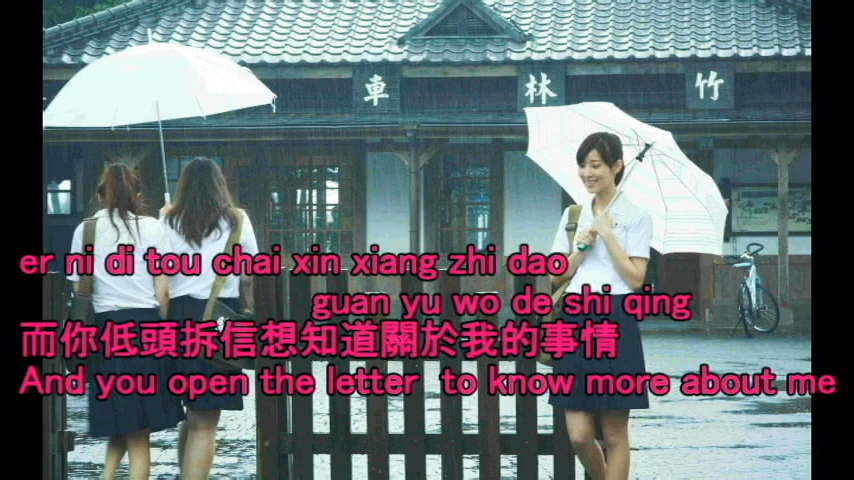 車林竹
er ni di tou chai xin xiang zhi dao
guan yu wo de shi qing
而你低頭拆信想知道關於我的事情
And you open the letter to know more about me